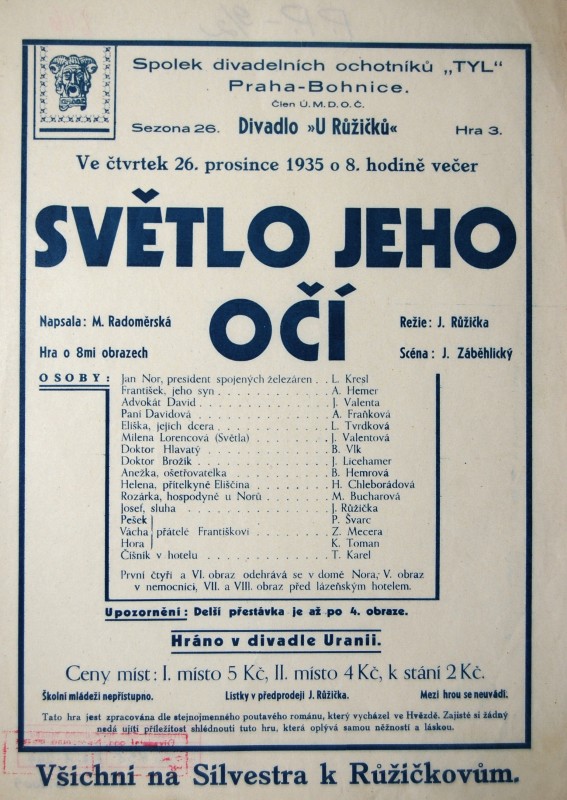 Spolek divadelních ochotníků „TYL"
Praha-Bohnice.
Člen Ú.M.D.O.Č.
Sezona 26. Divadlo »U Růžičků« Hra 3.
Ve čtvrtek 26. prosince 1935 o 8. hodině večer
SVĚTLO JEHO
OČÍ
Napsala: M. Radoměrská Režie: J. Růžička
Hra o 8mi obrazech Scéna: J. Záběhlický
OSOBY:
Jan Nor, president spojených železáren . . L. Kresl
František, jeho syn . . . . . . . . . . A. Hemer
Advokát David . . . . . . . . . . . J. Valenta
Paní Davidová . . . . . . . . . . . A. Fraňková
Eliška, jejich dcera . . . . . . . . . . L. Tvrdková
Milena Lorencová (Světla) . . . . . . . J. Valentová
Doktor Hlavatý . . . . . . . . . . . B. Vlk
Doktor Brožík . . . . . . . . . . . J. Licehamer
Anežka, ošetřovatelka . . . . . . . . B. Hemrová
Helena, přítelkyně Eliščina . . . . . . . H. Chleborádová
Rozárka, hospodyně u Norů . . . . . . M. Bucharová
Josef, sluha . . . . . . . . . . . . J. Růžička
Pešek P. Švarc
Vácha přátelé Františkovi . . . . . . . Z. Mecera
Hora K. Toman
Číšník v hotelu . . . . . . . . . . . T. Karel
První čtyři a VI. obraz odehrává se v domě Nora, V. obraz
v nemocnici, VII. a VIII. obraz před lázeňským hotelem.
Upozornění: Delší přestávka je až po 4. obraze.
Hráno v divadle Uranii.
Ceny míst: I. místo 5 Kč, II. místo 4 Kč, k stání 2 Kč.
Školní mládeži nepřístupno. Lístky v předprodeji J. Růžička. Mezi hrou se neuvádí.
Tato hra jest zpracována dle stejnojmenného poutavého románu, který vycházel ve Hvězdě. Zajisté si žádný
nedá ujíti příležitost shlédnouti tuto hru, která oplývá samou něžností a láskou.
Všichni na Silvestra k Růžičkovům.